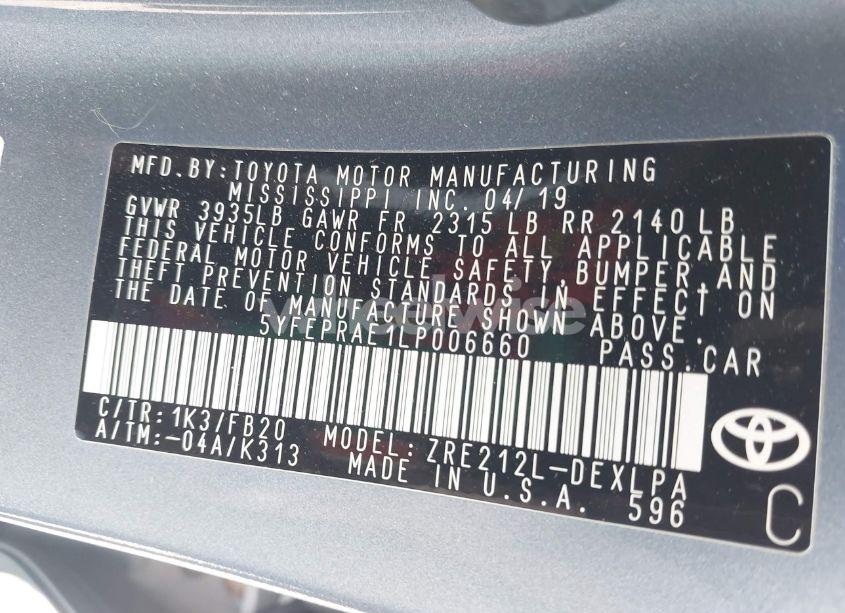 MFD.BY:TOYOTA MOTOR MANUFACTURING
MISSISSIPPI INC. 04/19
GVWR 3935LB GAWR FR 2315 LB RR 2140 LB
THIS VEHICLE CONFORMS TO ALL APPLICABLE
FEDERAL MOTOR VEHICLE SAFETY, BUMPER,AND
THEFT PREVENTION STANDARDS IN EFFECT ON
THE DATE OF MANUFACTURE SHOWN ABOVE.
5YFEPRAE1LP006660 PASS.CAR
C/TR:1K3/FB20 MODEL:ZRE212L-DEXLPA
A/TM:-04A/K313 MADE IN U.S.A. 596
C